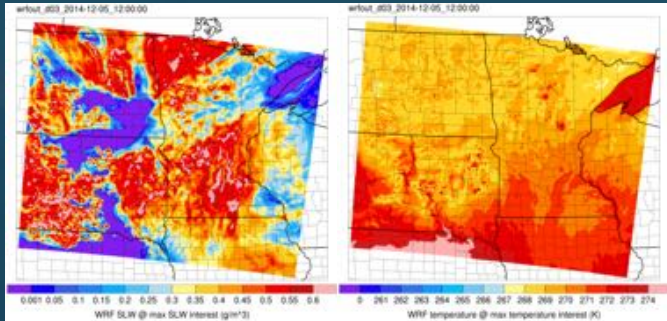 wrfout_d03_2014-12-05_12:00:00
0.001 0.05 0.1 0.15 0.2 0.25 0.3 0.35 0.4 0.45 0.5 0.55 0.6
WRF SLW @ max SLW interest (g/m^3)
wrfout_d03_2014-12-05_12:00:00
0 261 262 263 264 265 266 267 268 269 270 271 272 273 274
WRF temperature @ max temperature interest (K)